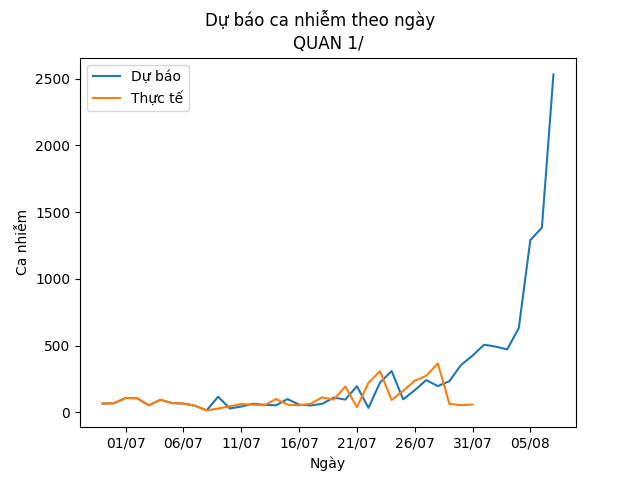 Dự báo ca nhiễm theo ngày
QUAN 1/
Dự báo
Thực tế
Ca nhiễm
2500
2000
1500
1000
500
0
01/07 06/07 11/07 16/07 21/07 26/07 31/07 05/08
Ngày